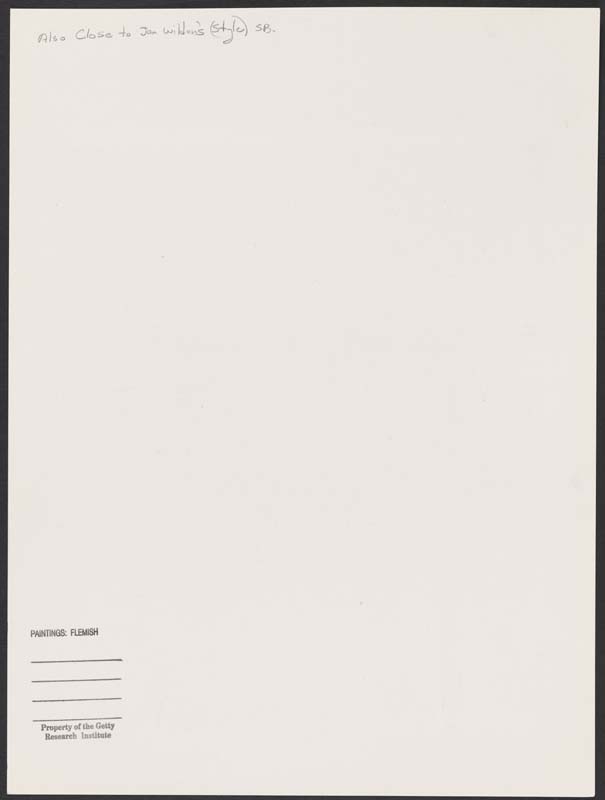 Also Close to Jan Wilden's (style) SB.
PAINTINGS: FLEMISH
Property of the Getty
Research Institute